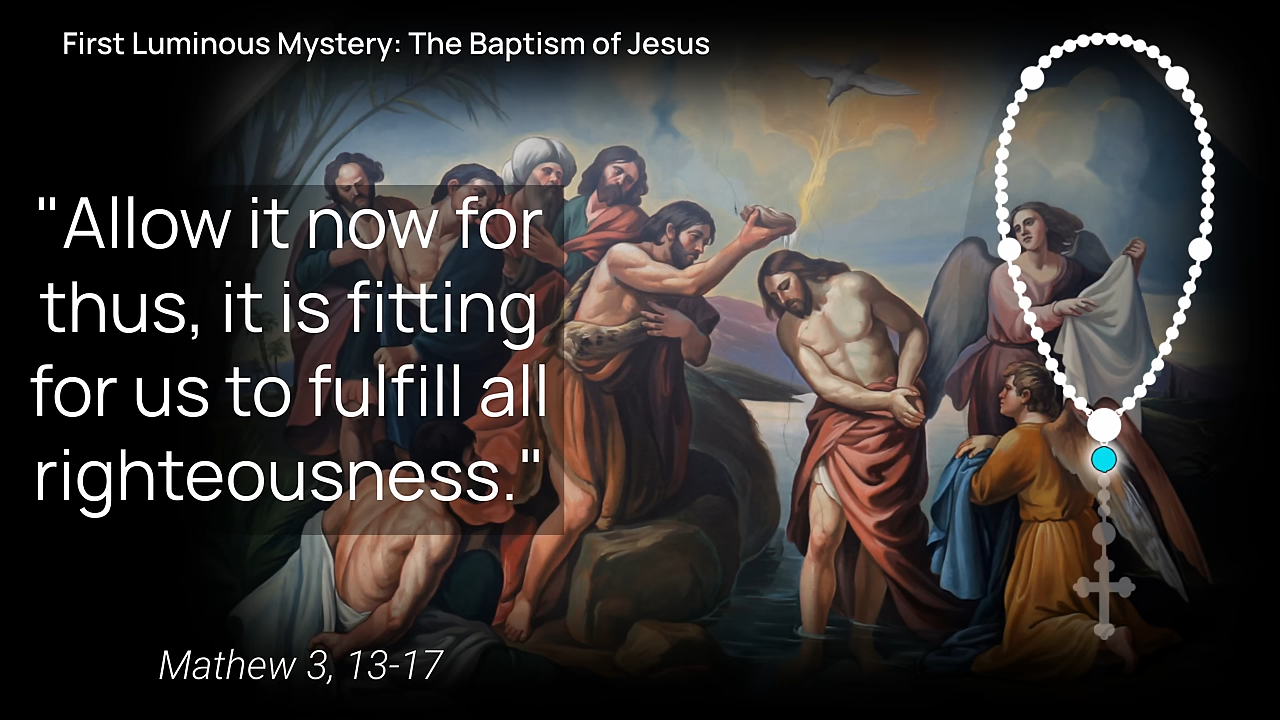 First Luminous Mystery: The Baptism of Jesus
"Allow it now for
thus, it is fitting
for us to fulfill all
righteousness."
Mathew 3, 13-17